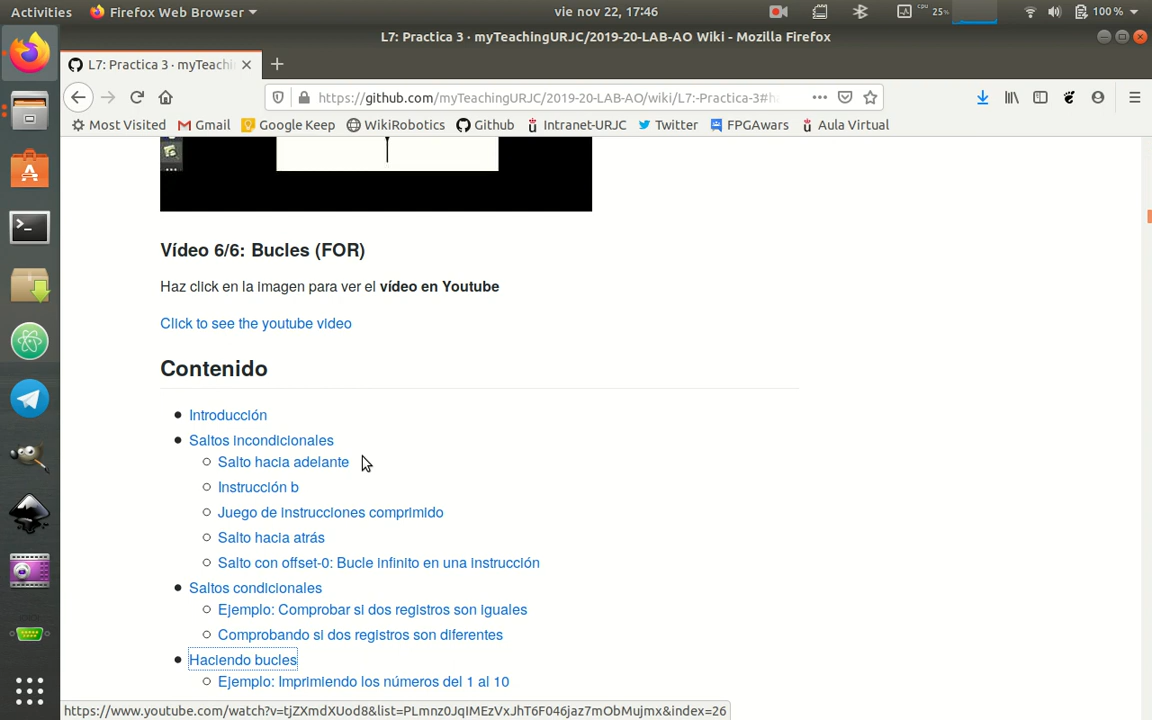 Activities Firefox Web Browser vie nov 22, 17:46 cpu 25% 100 %
L7: Practica 3 · myTeachingURJC/2019-20-LAB-AO Wiki - Mozilla Firefox
L7: Practica 3 · myTeachi
https://github.com/myTeachingURJC/2019-20-LAB-AO/wiki/L7:-Practica-3#h
Most Visited Gmail Google Keep WikiRobotics Github Intranet-URJC Twitter FPGAwars Aula Virtual
Vídeo 6/6: Bucles (FOR)
Haz click en la imagen para ver el vídeo en Youtube
Click to see the youtube video
Contenido
Introducción
Saltos incondicionales
Salto hacia adelante
Instrucción b
Juego de instrucciones comprimido
Salto hacia atrás
Salto con offset-0: Bucle infinito en una instrucción
Saltos condicionales
Ejemplo: Comprobar si dos registros son iguales
Comprobando si dos registros son diferentes
Haciendo bucles
Ejemplo: Imprimiendo los números del 1 al 10
https://www.youtube.com/watch?v=tjZXmdXUod8&list=PLmnz0JqIMEzVxJhT6F046jaz7mObMujmx&index=26